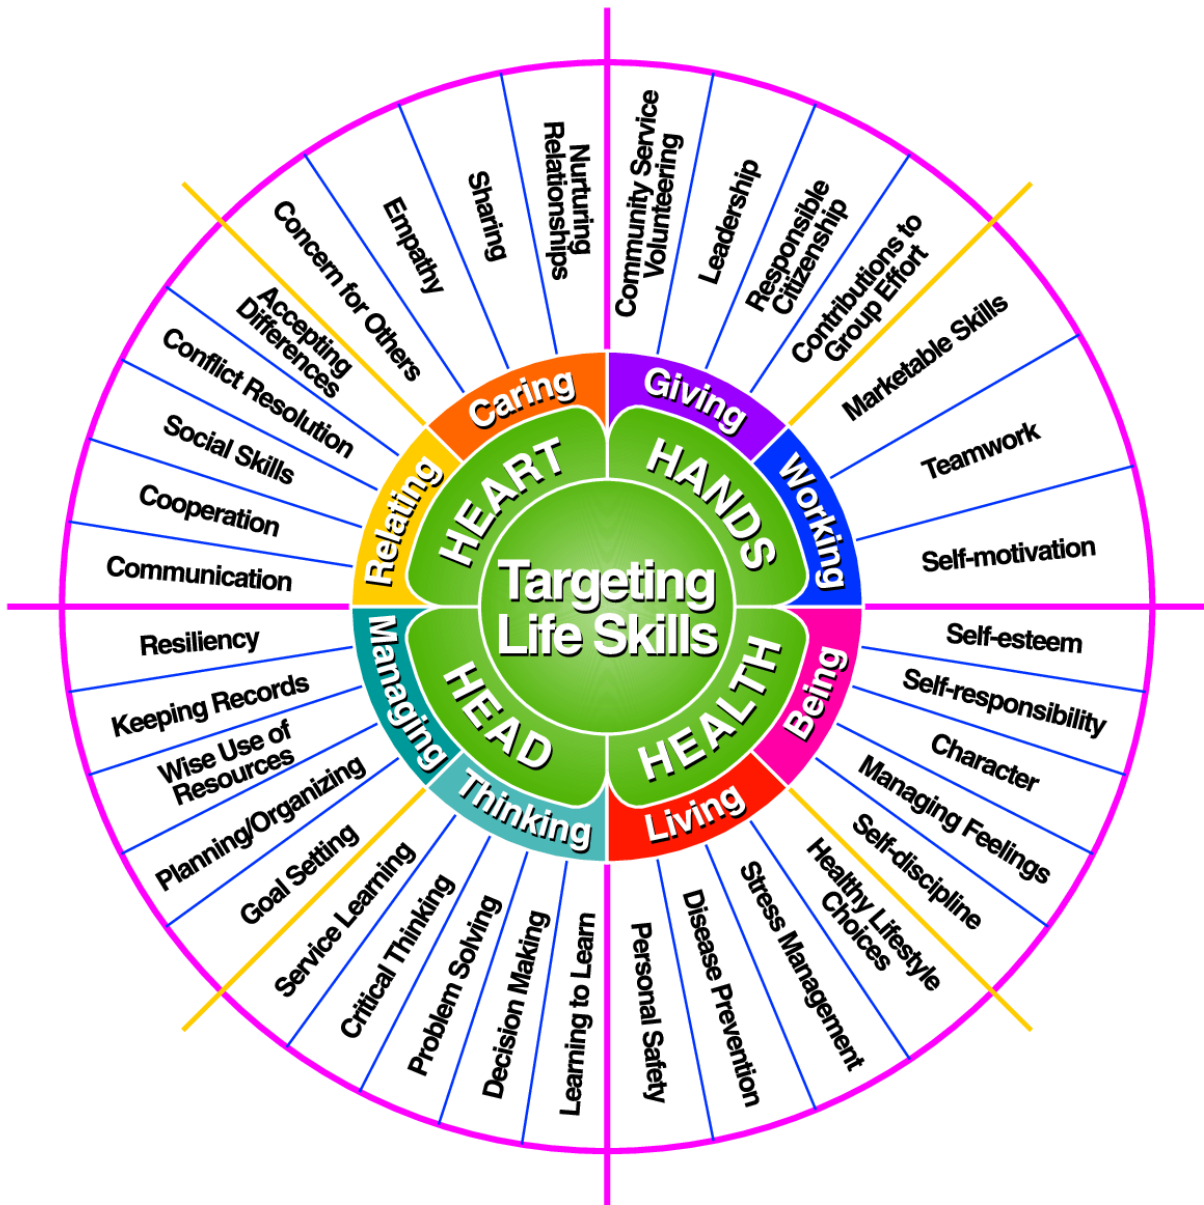 Targeting
Life Skills
HEART
Caring
Nurturing
Relationships
Sharing
Empathy
Concern for Others
Relating
Accepting
Differences
Conflict Resolution
Social Skills
Cooperation
Communication
HANDS
Giving
Community Service
Volunteering
Leadership
Responsible
Citizenship
Contributions to
Group Effort
Working
Marketable Skills
Teamwork
Self-motivation
HEALTH
Being
Self-esteem
Self-responsibility
Character
Managing Feelings
Self-discipline
Living
Healthy Lifestyle
Choices
Stress Management
Disease Prevention
Personal Safety
HEAD
Thinking
Learning to Learn
Decision Making
Problem Solving
Critical Thinking
Service Learning
Managing
Goal Setting
Planning/Organizing
Wise Use of
Resources
Keeping Records
Resiliency